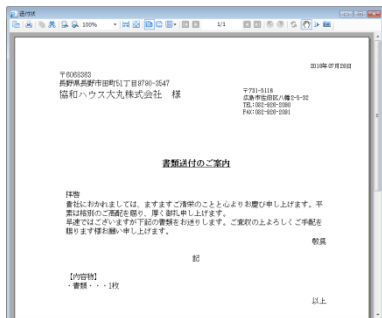 送付状
100%
1/1
2018年07月20日
〒6068383
長野県長野市田町51丁目8790-3547
協和ハウス大丸株式会社 様
〒731-5116
広島市佐伯区八幡2-5-32
TEL:082-820-2380
FAX:082-820-2381
書類送付のご案内
拝啓
貴社におかれましては、ますますご清栄のことと心よりお慶び申し上げます。平
素は格別のご高配を賜り、厚く御礼申し上げます。
早速ではございますが下記の書類をお送りします。ご査収の上よろしくご手配を
賜ります様お願い申し上げます。
敬具
記
【内容物】
・書類・・・1枚
以上